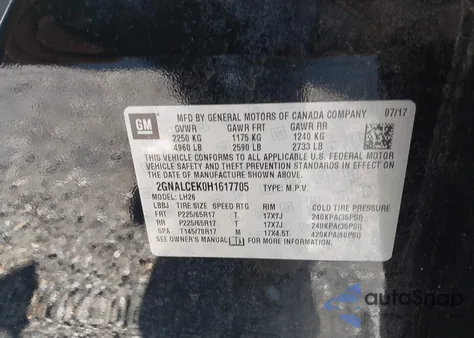 GM
MFD BY GENERAL MOTORS OF CANADA COMPANY 07/17
GVWR GAWR FRT GAWR RR
2250 KG 1175 KG 1240 KG
4960 LB 2590 LB 2733 LB
THIS VEHICLE CONFORMS TO ALL APPLICABLE U.S. FEDERAL MOTOR
VEHICLE SAFETY AND THEFT PREVENTION STANDARDS IN EFFECT ON
THE DATE OF MANUFACTURE SHOWN ABOVE.
2GNALCEK0H1617705 TYPE: M.P.V.
MODEL: LH26
LBBJ TIRE SIZE SPEED RTG RIM COLD TIRE PRESSURE
FRT P225/65R17 T 17X7J 240KPA(35PSI)
RR P225/65R17 T 17X7J 240KPA(35PSI)
SPA T145/70R17 M 17X4.5T 420KPA(60PSI)
SEE OWNER'S MANUAL
autoSnap